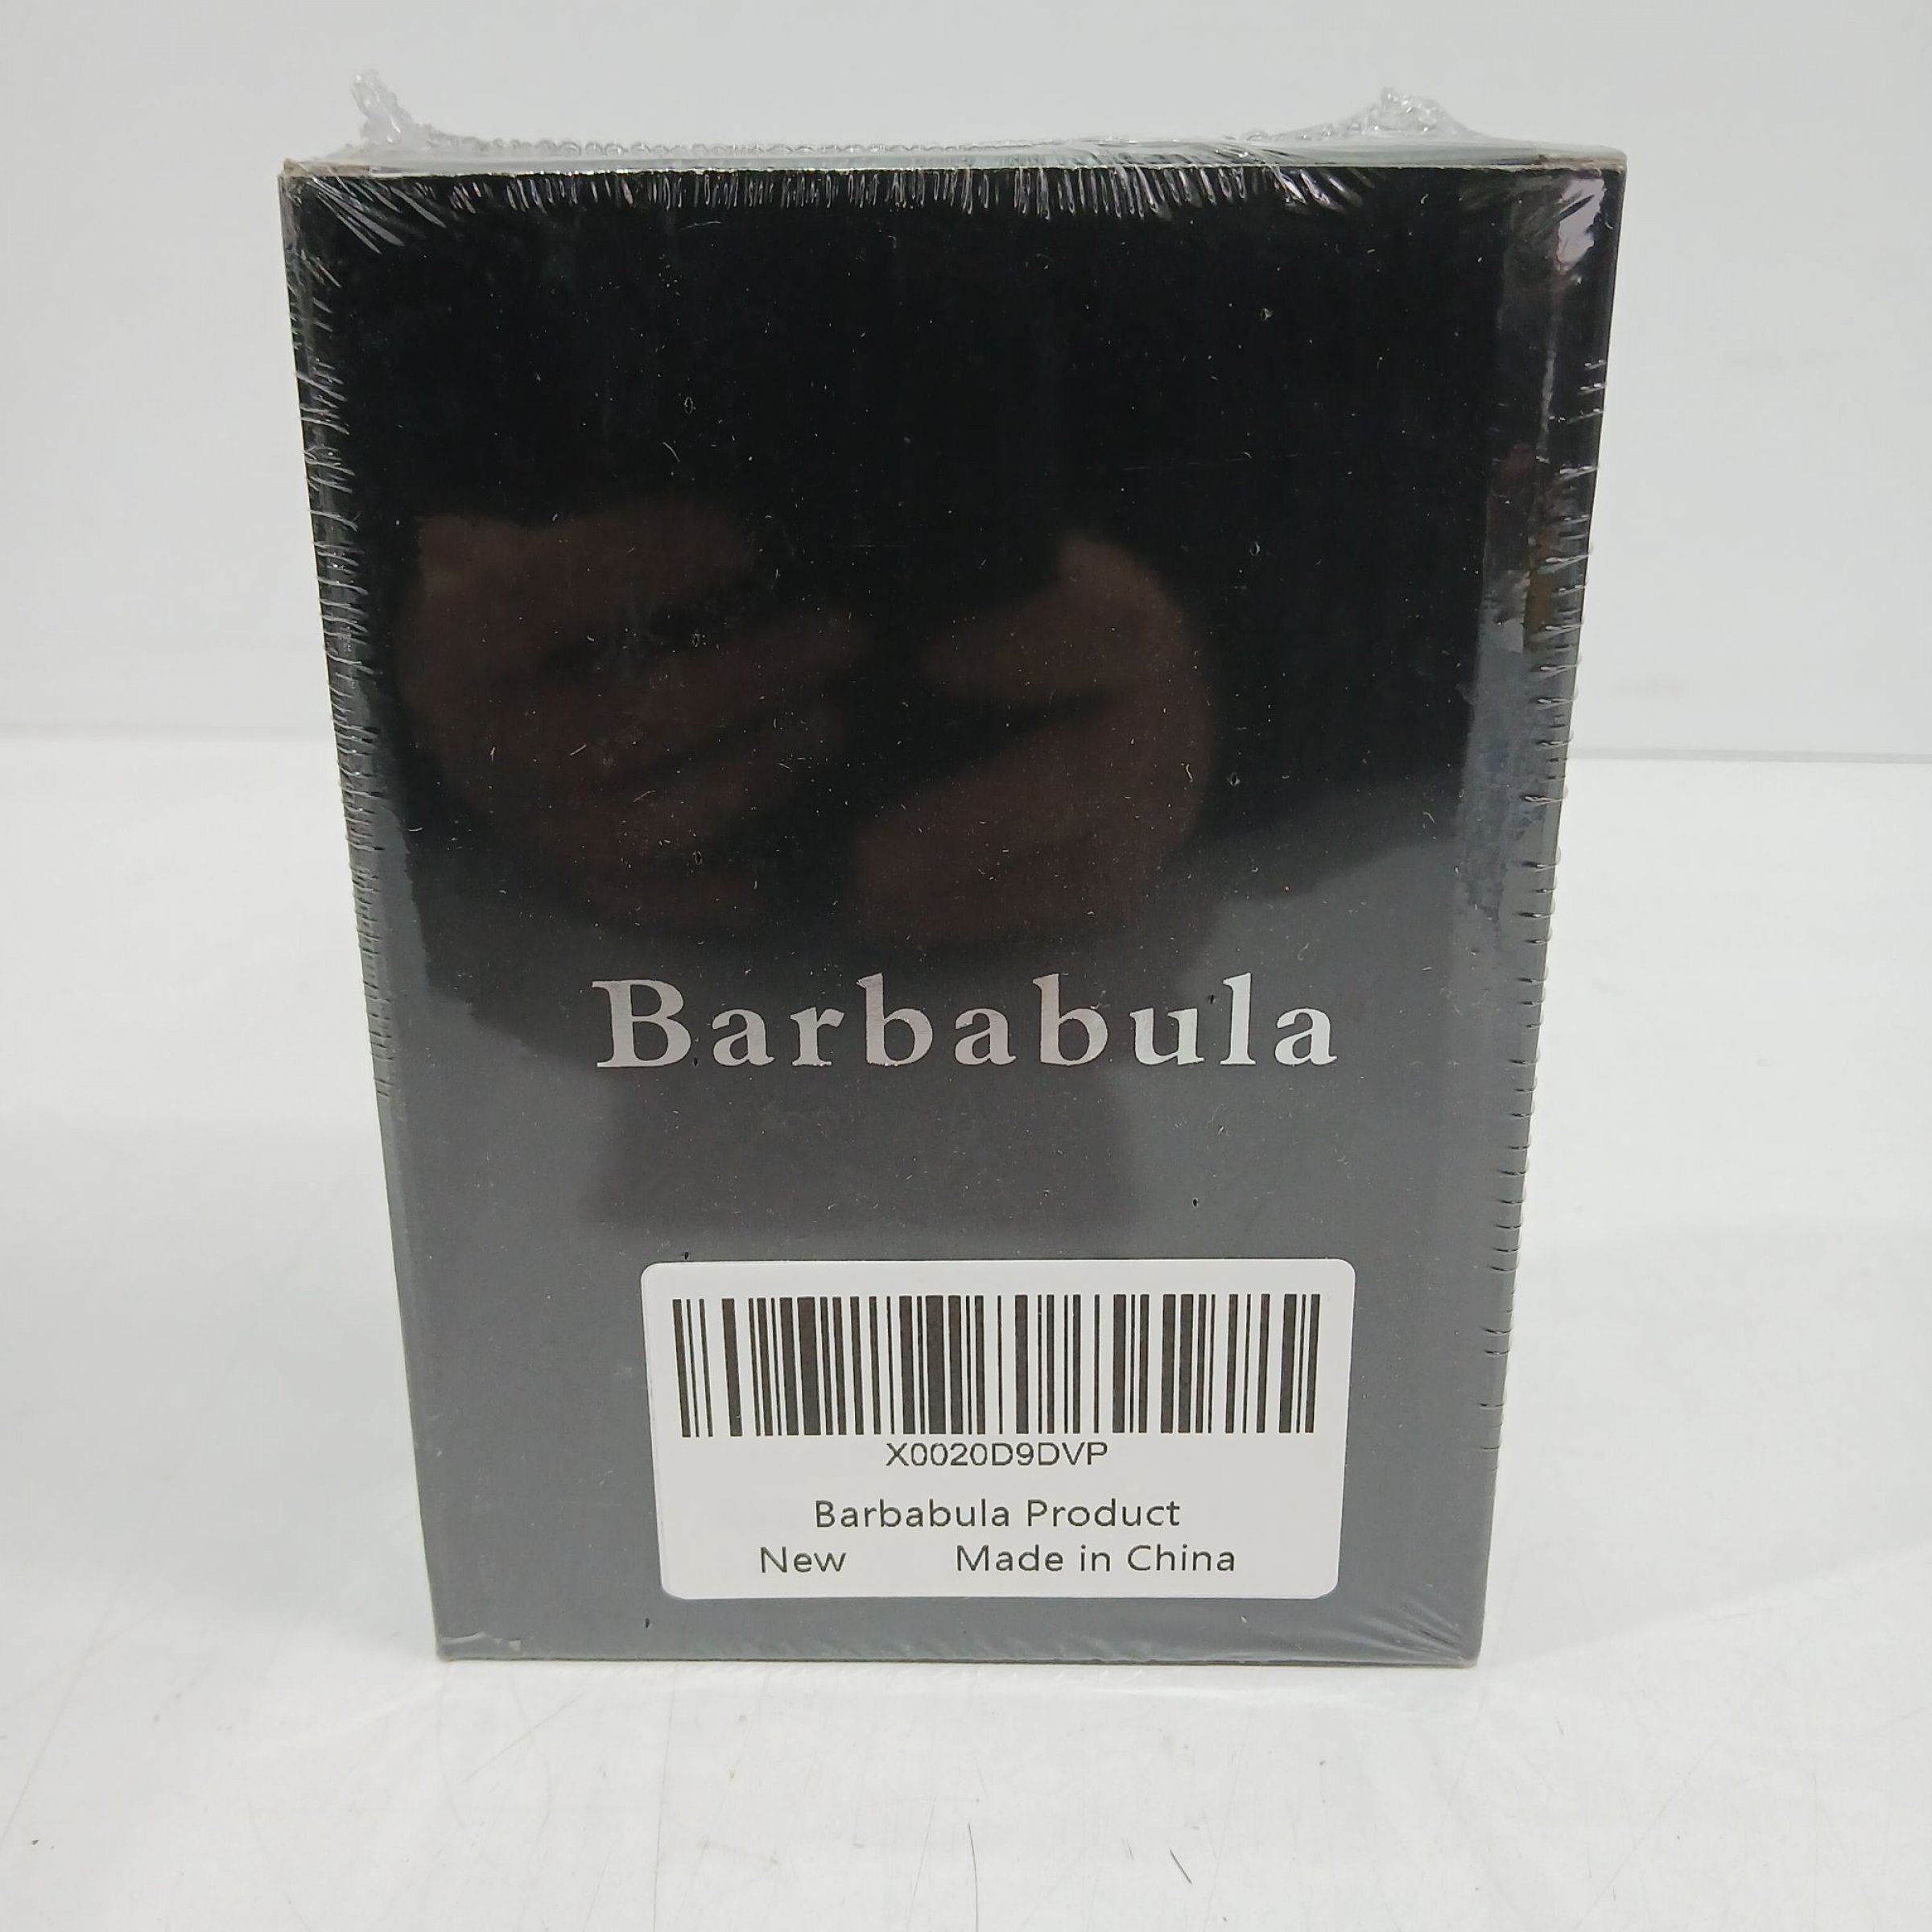 Barbabula
X0020D9DVP
Barbabula Product
New Made in China